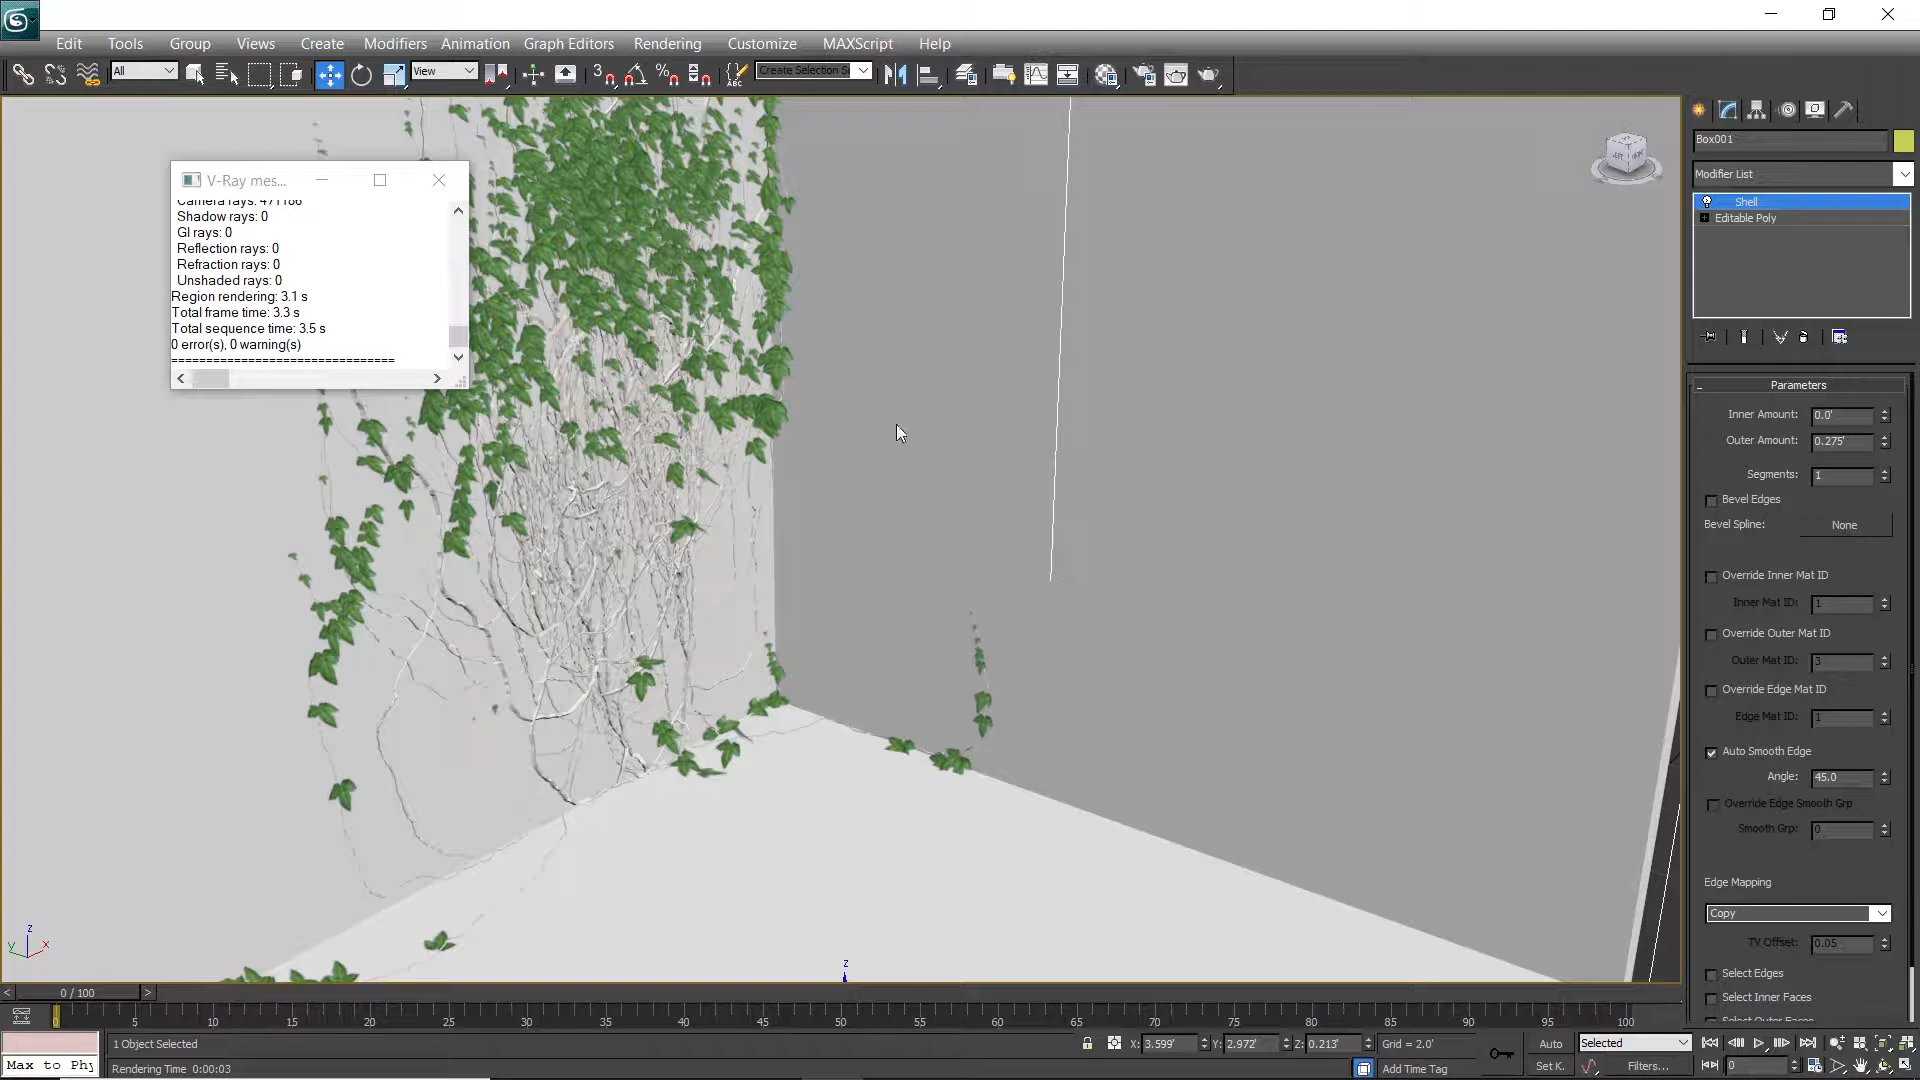 Edit Tools Group Views Create Modifiers Animation Graph Editors Rendering Customize MAXScript Help
All
View
3
%
ABC
Create Selection Se
V-Ray mes...
Camera rays: 471186
Shadow rays: 0
GI rays: 0
Reflection rays: 0
Refraction rays: 0
Unshaded rays: 0
Region rendering: 3.1 s
Total frame time: 3.3 s
Total sequence time: 3.5 s
0 error(s), 0 warning(s)
================================
Box001
Modifier List
Shell
Editable Poly
Parameters
Inner Amount: 0.0'
Outer Amount: 0.275'
Segments: 1
Bevel Edges
Bevel Spline: None
Override Inner Mat ID
Inner Mat ID: 1
Override Outer Mat ID
Outer Mat ID: 3
Override Edge Mat ID
Edge Mat ID: 1
Auto Smooth Edge
Angle: 45.0
Override Edge Smooth Grp
Smooth Grp: 0
Edge Mapping
Copy
TV Offset: 0.05
Select Edges
Select Inner Faces
Select Outer Faces
z
y x
z
< 0 / 100 >
0 5 10 15 20 25 30 35 40 45 50 55 60 65 70 75 80 85 90 95 100
1 Object Selected
X: 3.599' Y: 2.972' Z: 0.213' Grid = 2.0'
Auto Selected
Max to Phy
Rendering Time 0:00:03
Add Time Tag
Set K. Filters... 0